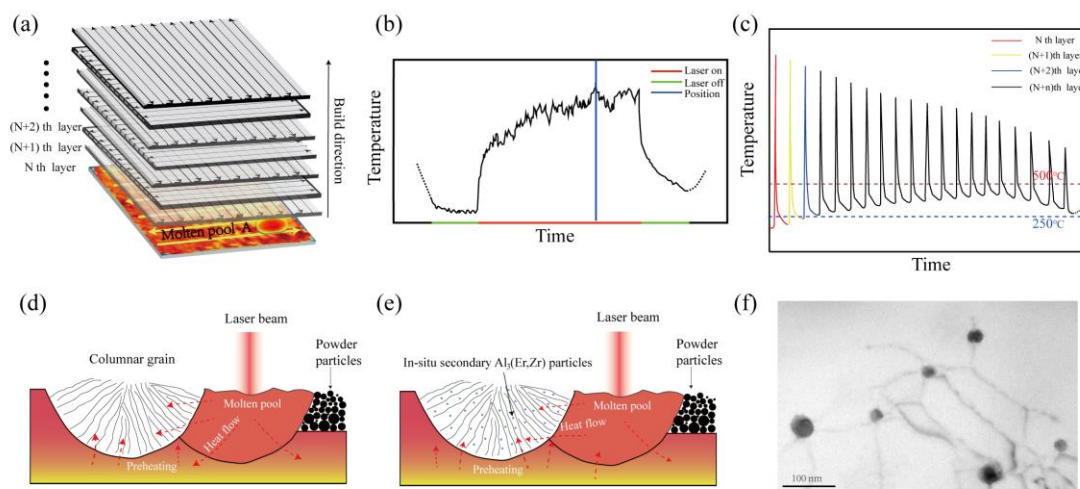 (a)
(N+2) th layer
(N+1) th layer
N th layer
Molten pool A
Build direction
(b)
Temperature
Laser on
Laser off
Position
Time
(c)
Temperature
N th layer
(N+1)th layer
(N+2)th layer
(N+n)th layer
500°C
250°C
Time
(d)
Laser beam
Columnar grain
Powder
particles
Molten pool
Heat flow
Preheating
(e)
Laser beam
In-situ secondary Al₃(Er,Zr) particles
Powder
particles
Molten pool
Heat flow
Preheating
(f)
100 nm